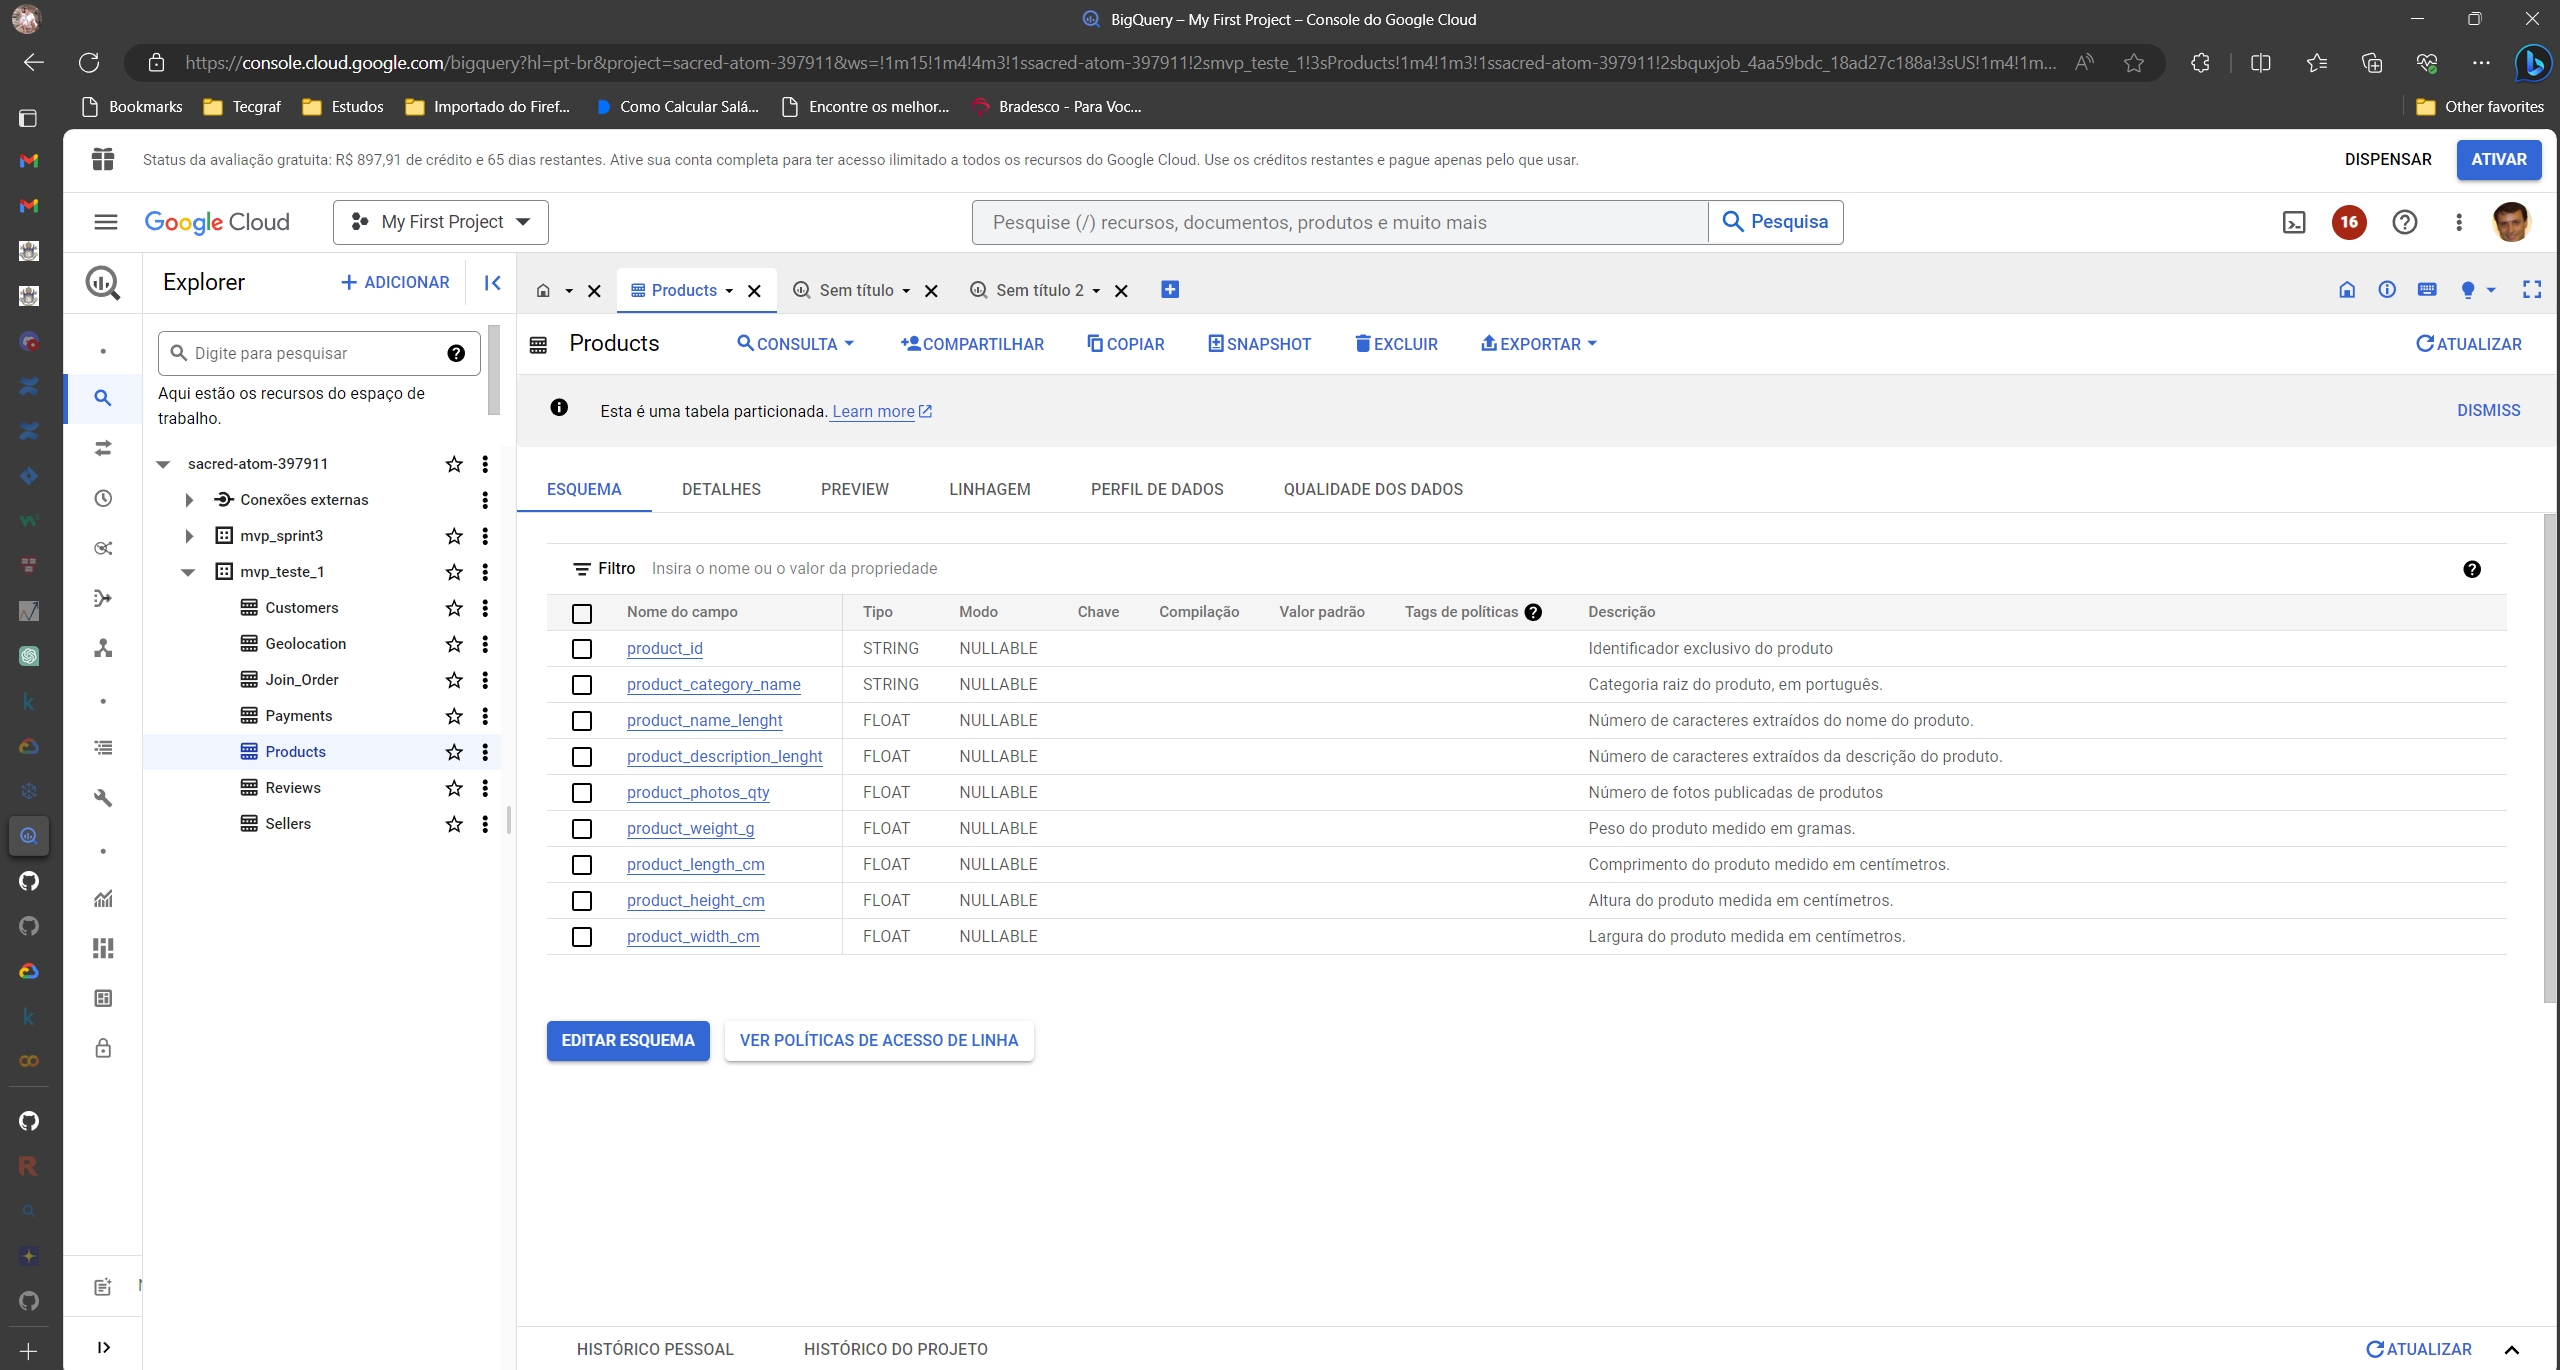 BigQuery – My First Project – Console do Google Cloud
https://console.cloud.google.com/bigquery?hl=pt-br&project=sacred-atom-397911&ws=!1m15!1m4!4m3!1ssacred-atom-397911!2smvp_teste_1!3sProducts!1m4!1m3!1ssacred-atom-397911!2sbquxjob_4aa59bdc_18ad27c188a!3sUS!1m4!1m...
Bookmarks Tecgraf Estudos Importado do Firef... Como Calcular Salá... Encontre os melhor... Bradesco - Para Voc... Other favorites
Status da avaliação gratuita: R$ 897,91 de crédito e 65 dias restantes. Ative sua conta completa para ter acesso ilimitado a todos os recursos do Google Cloud. Use os créditos restantes e pague apenas pelo que usar. DISPENSAR ATIVAR
Google Cloud My First Project Pesquise (/) recursos, documentos, produtos e muito mais Pesquisa 16
Explorer + ADICIONAR
Digite para pesquisar
Aqui estão os recursos do espaço de
trabalho.
sacred-atom-397911
Conexões externas
mvp_sprint3
mvp_teste_1
Customers
Geolocation
Join_Order
Payments
Products
Reviews
Sellers
Products Sem título Sem título 2
Products CONSULTA COMPARTILHAR COPIAR SNAPSHOT EXCLUIR EXPORTAR ATUALIZAR
Esta é uma tabela particionada. Learn more DISMISS
ESQUEMA DETALHES PREVIEW LINHAGEM PERFIL DE DADOS QUALIDADE DOS DADOS
Filtro Insira o nome ou o valor da propriedade
Nome do campo Tipo Modo Chave Compilação Valor padrão Tags de políticas Descrição
product_id STRING NULLABLE Identificador exclusivo do produto
product_category_name STRING NULLABLE Categoria raiz do produto, em português.
product_name_lenght FLOAT NULLABLE Número de caracteres extraídos do nome do produto.
product_description_lenght FLOAT NULLABLE Número de caracteres extraídos da descrição do produto.
product_photos_qty FLOAT NULLABLE Número de fotos publicadas de produtos
product_weight_g FLOAT NULLABLE Peso do produto medido em gramas.
product_length_cm FLOAT NULLABLE Comprimento do produto medido em centímetros.
product_height_cm FLOAT NULLABLE Altura do produto medida em centímetros.
product_width_cm FLOAT NULLABLE Largura do produto medida em centímetros.
EDITAR ESQUEMA VER POLÍTICAS DE ACESSO DE LINHA
HISTÓRICO PESSOAL HISTÓRICO DO PROJETO ATUALIZAR